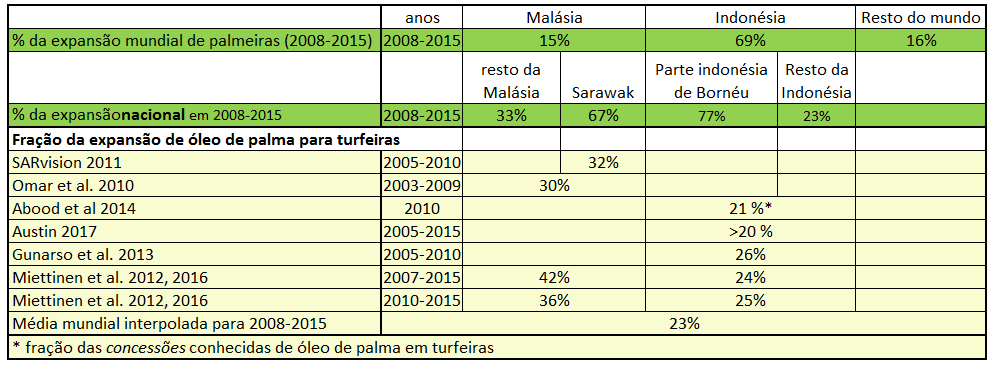 anos Malásia Indonésia Resto do mundo
% da expansão mundial de palmeiras (2008-2015) 2008-2015 15% 69% 16%
resto da Malásia Sarawak Parte indonésia de Bornéu Resto da Indonésia
% da expansãonacional em 2008-2015 2008-2015 33% 67% 77% 23%
Fração da expansão de óleo de palma para turfeiras
SARvision 2011 2005-2010 32%
Omar et al. 2010 2003-2009 30%
Abood et al 2014 2010 21 %*
Austin 2017 2005-2015 >20 %
Gunarso et al. 2013 2005-2010 26%
Miettinen et al. 2012, 2016 2007-2015 42% 24%
Miettinen et al. 2012, 2016 2010-2015 36% 25%
Média mundial interpolada para 2008-2015 23%
* fração das concessões conhecidas de óleo de palma em turfeiras